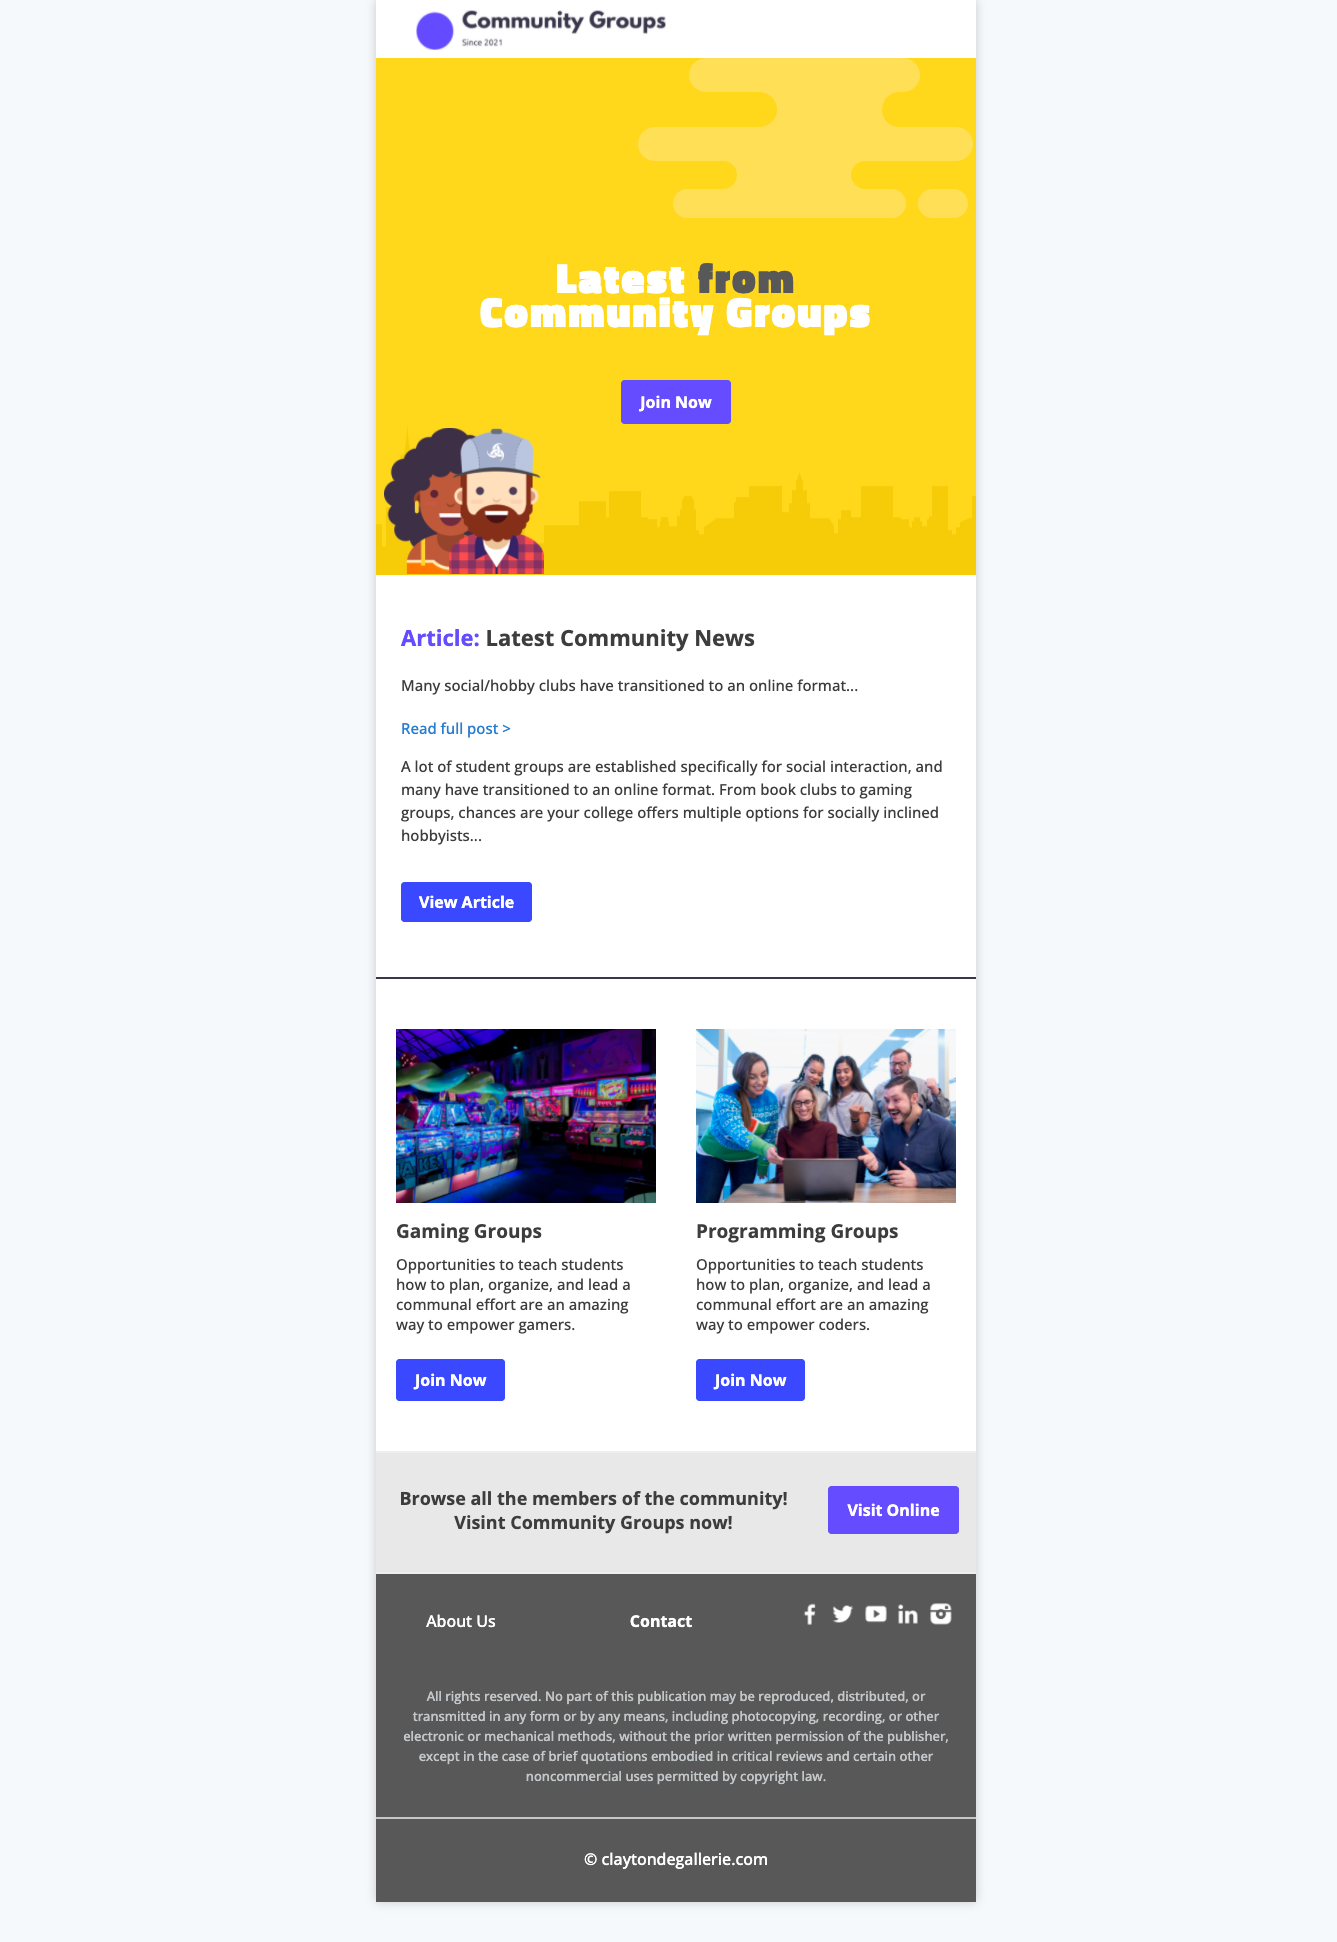 Community Groups
Since 2021
Latest from
Community Groups
Join Now
Article: Latest Community News
Many social/hobby clubs have transitioned to an online format...
Read full post >
A lot of student groups are established specifically for social interaction, and
many have transitioned to an online format. From book clubs to gaming
groups, chances are your college offers multiple options for socially inclined
hobbyists...
View Article
Gaming Groups
Opportunities to teach students
how to plan, organize, and lead a
communal effort are an amazing
way to empower gamers.
Join Now
Programming Groups
Opportunities to teach students
how to plan, organize, and lead a
communal effort are an amazing
way to empower coders.
Join Now
Browse all the members of the community!
Visint Community Groups now!
Visit Online
About Us
Contact
All rights reserved. No part of this publication may be reproduced, distributed, or
transmitted in any form or by any means, including photocopying, recording, or other
electronic or mechanical methods, without the prior written permission of the publisher,
except in the case of brief quotations embodied in critical reviews and certain other
noncommercial uses permitted by copyright law.
© claytondegallerie.com